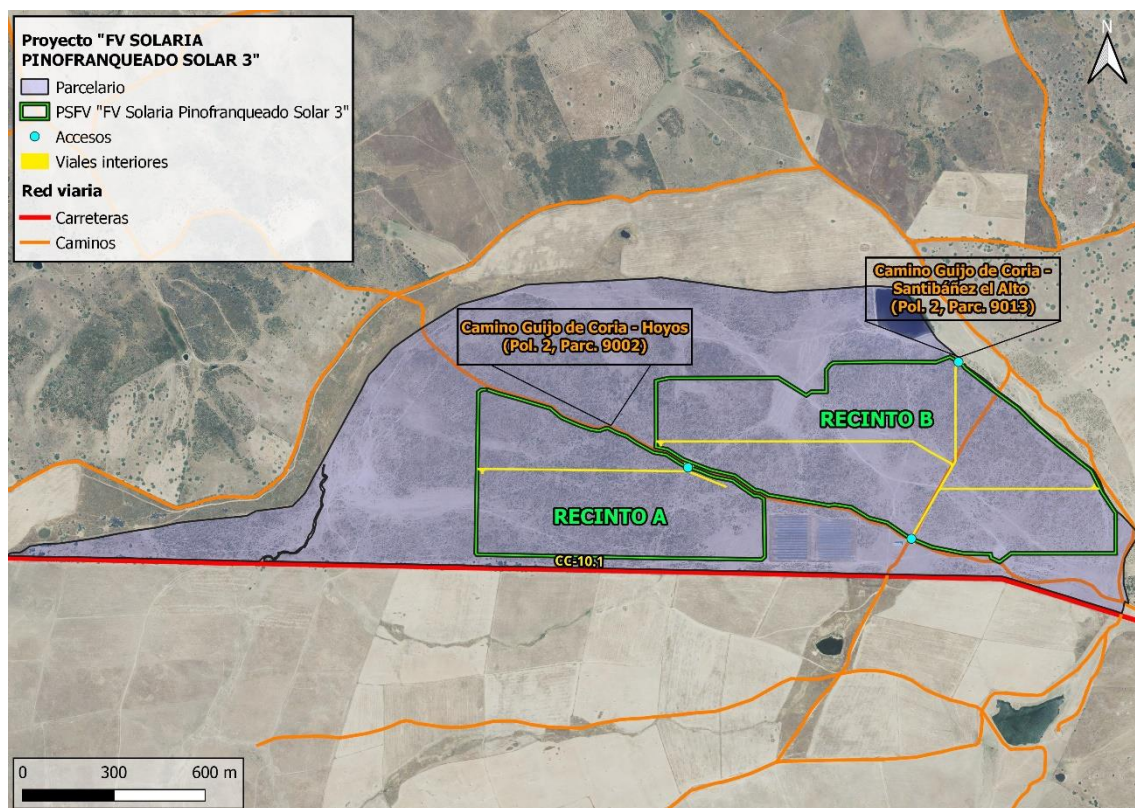 Proyecto "FV SOLARIA
PINOFRANQUEADO SOLAR 3"
Parcelario
PSFV "FV Solaria Pinofranqueado Solar 3"
Accesos
Viales interiores
Red viaria
Carreteras
Caminos
N
Camino Guijo de Coria -
Santibáñez el Alto
(Pol. 2, Parc. 9013)
Camino Guijo de Coria - Hoyos
(Pol. 2, Parc. 9002)
RECINTO B
RECINTO A
CC-10.1
0 300 600 m